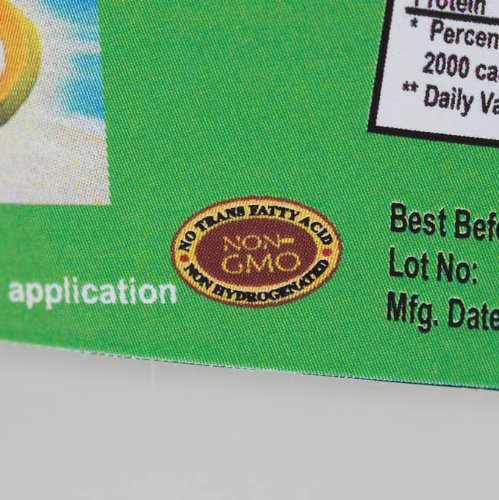 Protein
* Percen
2000 ca
** Daily Va
NO TRANS FATTY ACID
NON-
GMO
NON HYDROGENATED
application
Best Bef
Lot No:
Mfg. Date